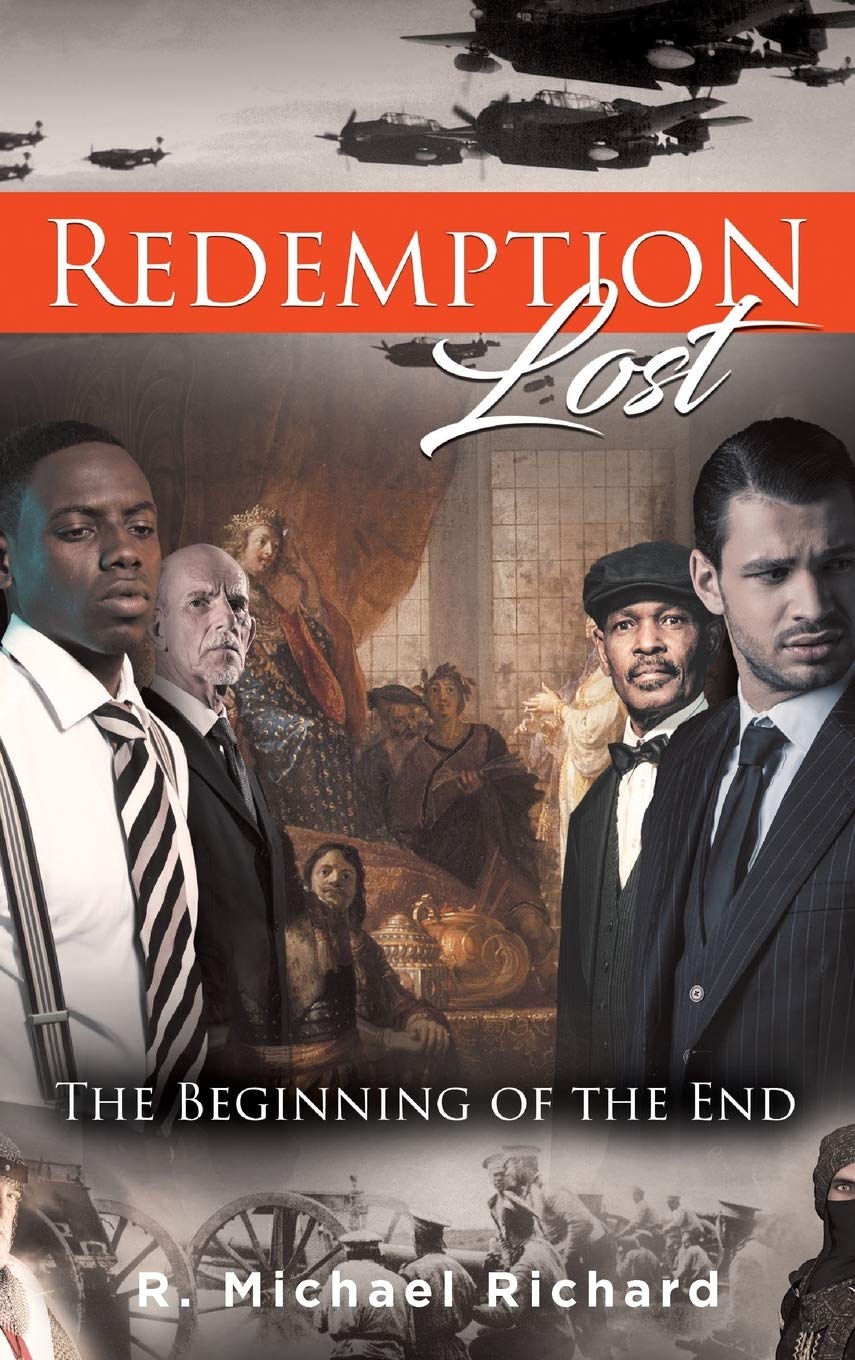 REDEMPTION
Lost
THE BEGINNING OF THE END
R. Michael Richard